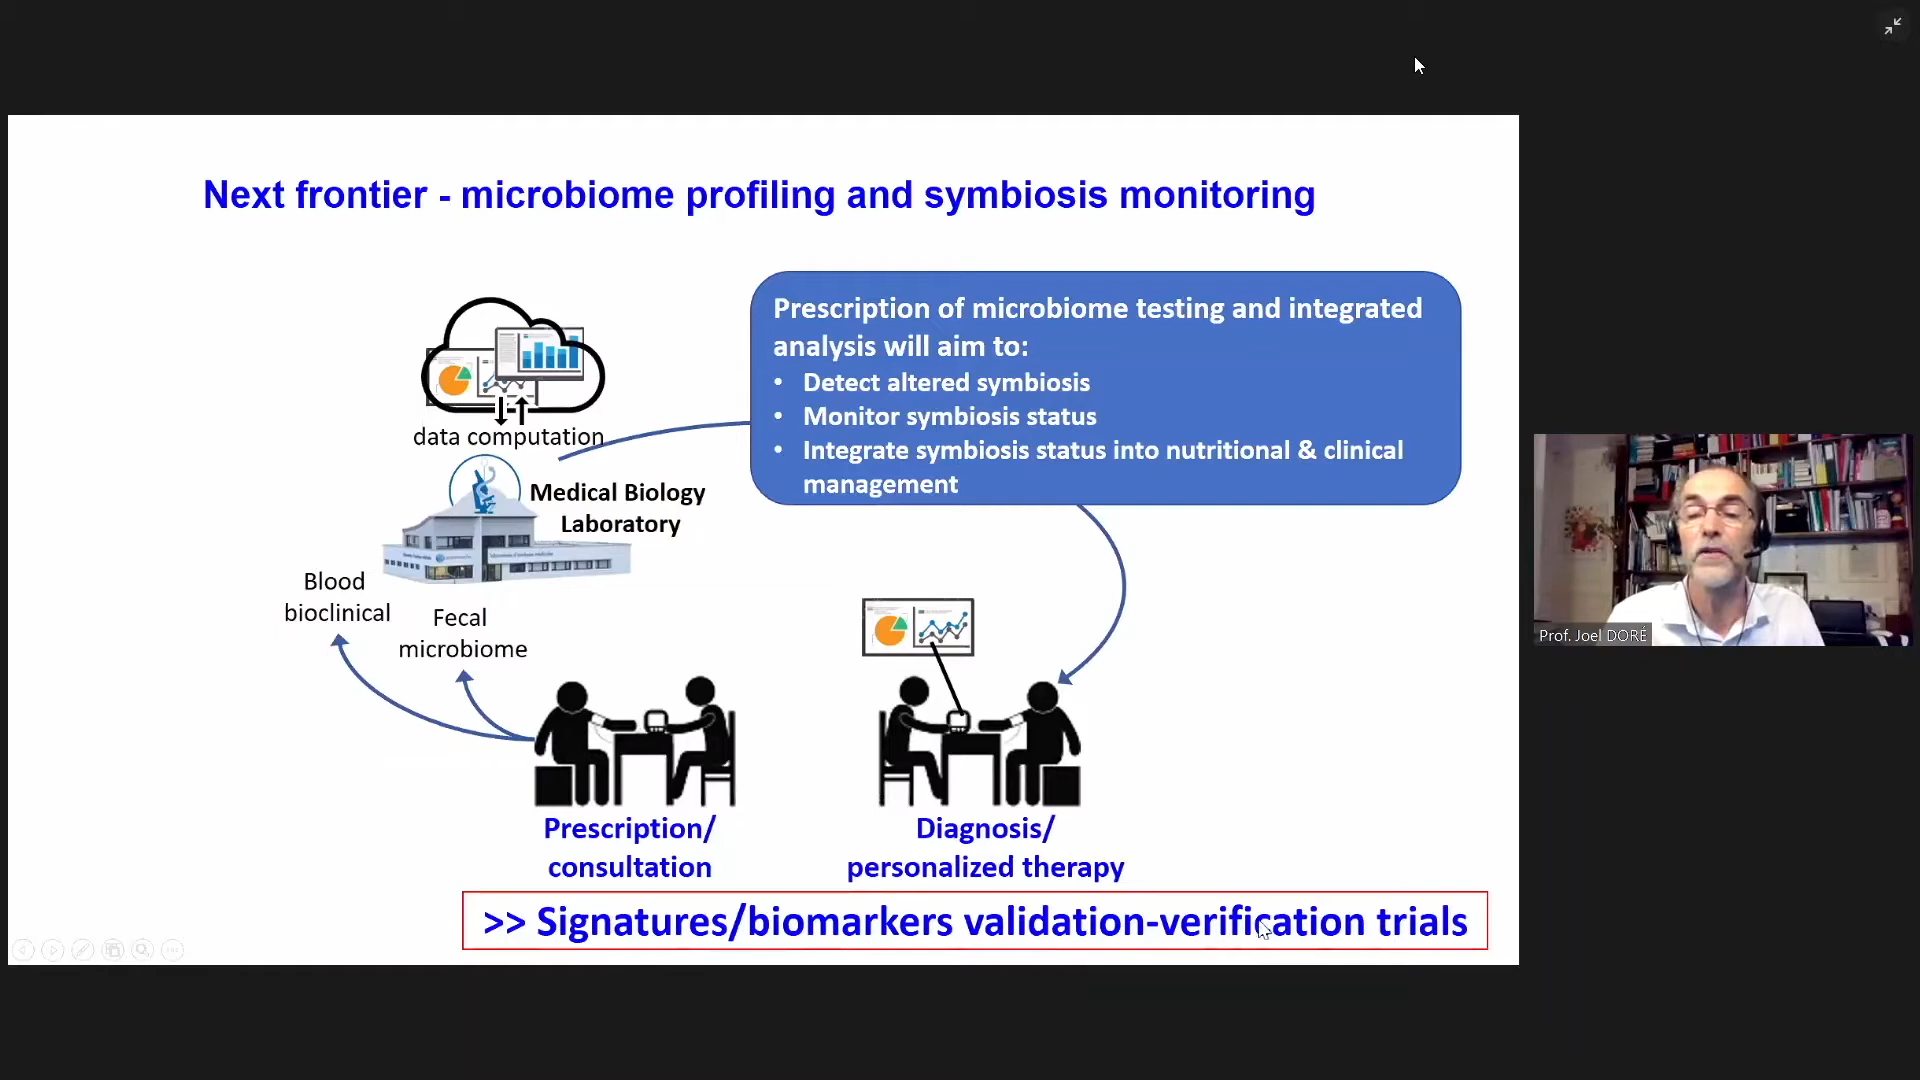 Next frontier - microbiome profiling and symbiosis monitoring
Prescription of microbiome testing and integrated
analysis will aim to:
• Detect altered symbiosis
• Monitor symbiosis status
• Integrate symbiosis status into nutritional & clinical
management
data computation
Medical Biology
Laboratory
Blood
bioclinical
Fecal
microbiome
Prescription/
consultation
Diagnosis/
personalized therapy
>> Signatures/biomarkers validation-verification trials
Prof. Joel DORÉ